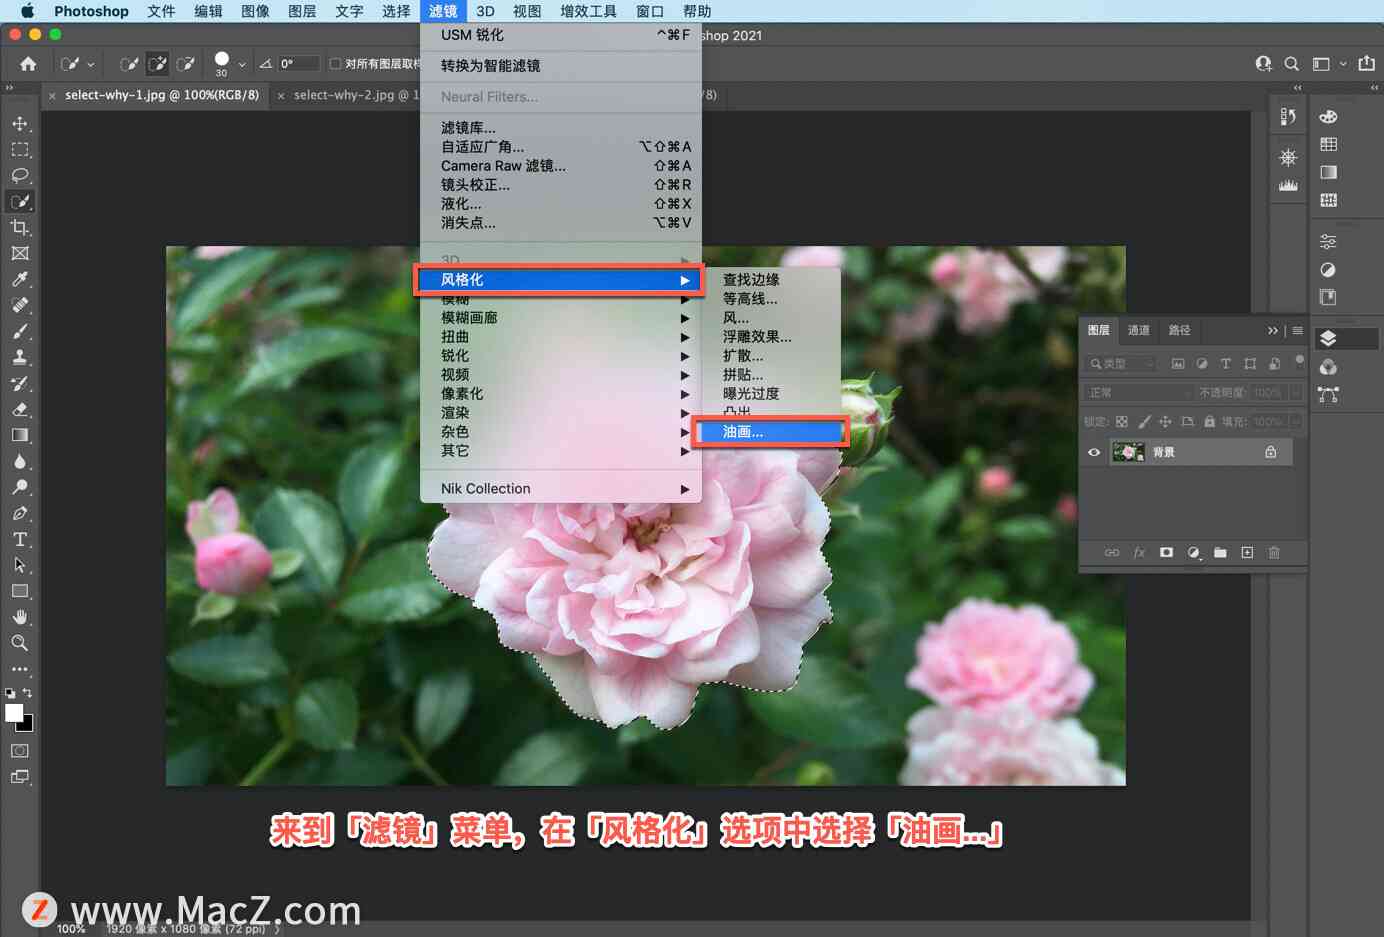 Photoshop 文件 编辑 图像 图层 文字 选择 滤镜 3D 视图 增效工具 窗口 帮助
USM 锐化 ^⌘F
shop 2021
转换为智能滤镜
30
0°
对所有图层取样
Neural Filters...
select-why-1.jpg @ 100%(RGB/8)
select-why-2.jpg @ 1
/8)
滤镜库...
自适应广角... ⌥⇧⌘A
Camera Raw 滤镜... ⇧⌘A
镜头校正... ⇧⌘R
液化... ⇧⌘X
消失点... ⌥⌘V
3D
风格化
模糊
模糊画廊
扭曲
锐化
视频
像素化
渲染
杂色
其它
Nik Collection
查找边缘
等高线...
风...
浮雕效果...
扩散...
拼贴...
曝光过度
凸出...
油画...
图层 通道 路径
类型
正常 不透明度: 100%
锁定: 填充: 100%
背景
fx
来到「滤镜」菜单，在「风格化」选项中选择「油画...」
Z www.MacZ.com
100% 1920 像素 x 1080 像素 (72 ppi)